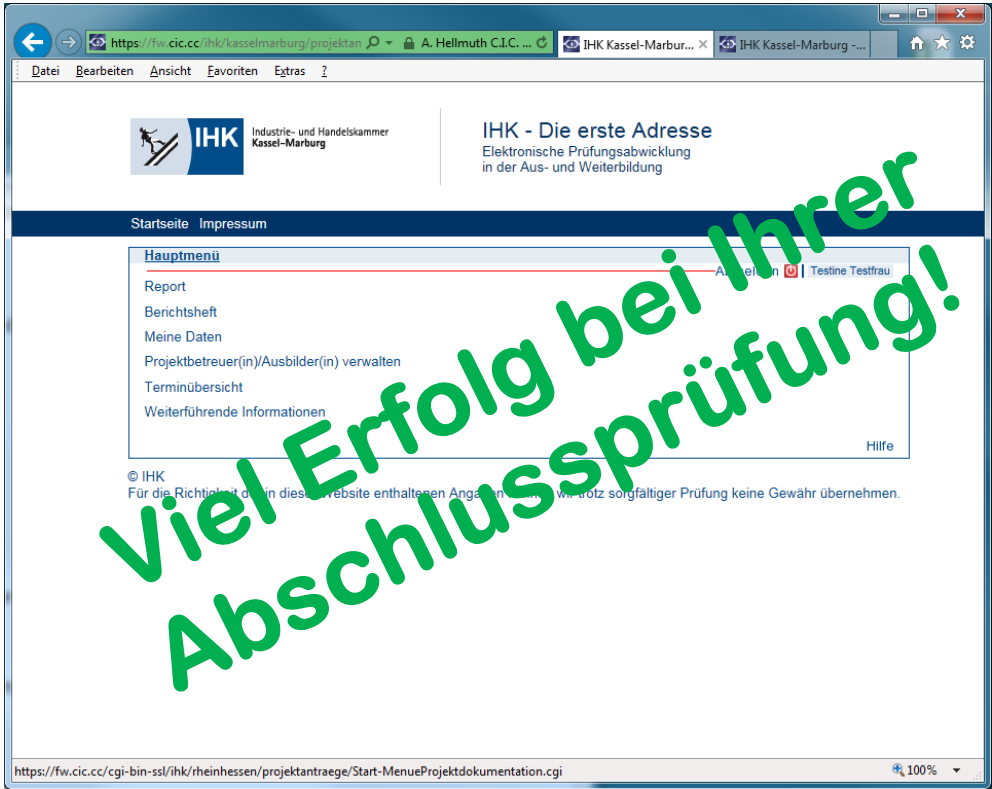 https://fw.cic.cc/ihk/kasselmarburg/projektan
A. Hellmuth C.I.C. ...
IHK Kassel-Marbur...
IHK Kassel-Marburg -...
Datei Bearbeiten Ansicht Favoriten Extras ?
IHK
Industrie- und Handelskammer
Kassel-Marburg
IHK - Die erste Adresse
Elektronische Prüfungsabwicklung
in der Aus- und Weiterbildung
Startseite Impressum
Hauptmenü
Testine Testfrau
Report
Berichtsheft
Meine Daten
Projektbetreuer(in)/Ausbilder(in) verwalten
Terminübersicht
Weiterführende Informationen
Hilfe
© IHK
Für die Richtigkeit in dieser Website enthaltenen wir trotz sorgfältiger Prüfung keine Gewähr übernehmen.
Viel Erfolg bei Ihrer
Abschlussprüfung!
https://fw.cic.cc/cgi-bin-ssl/ihk/rheinhessen/projektantraege/Start-MenueProjektdokumentation.cgi
100%